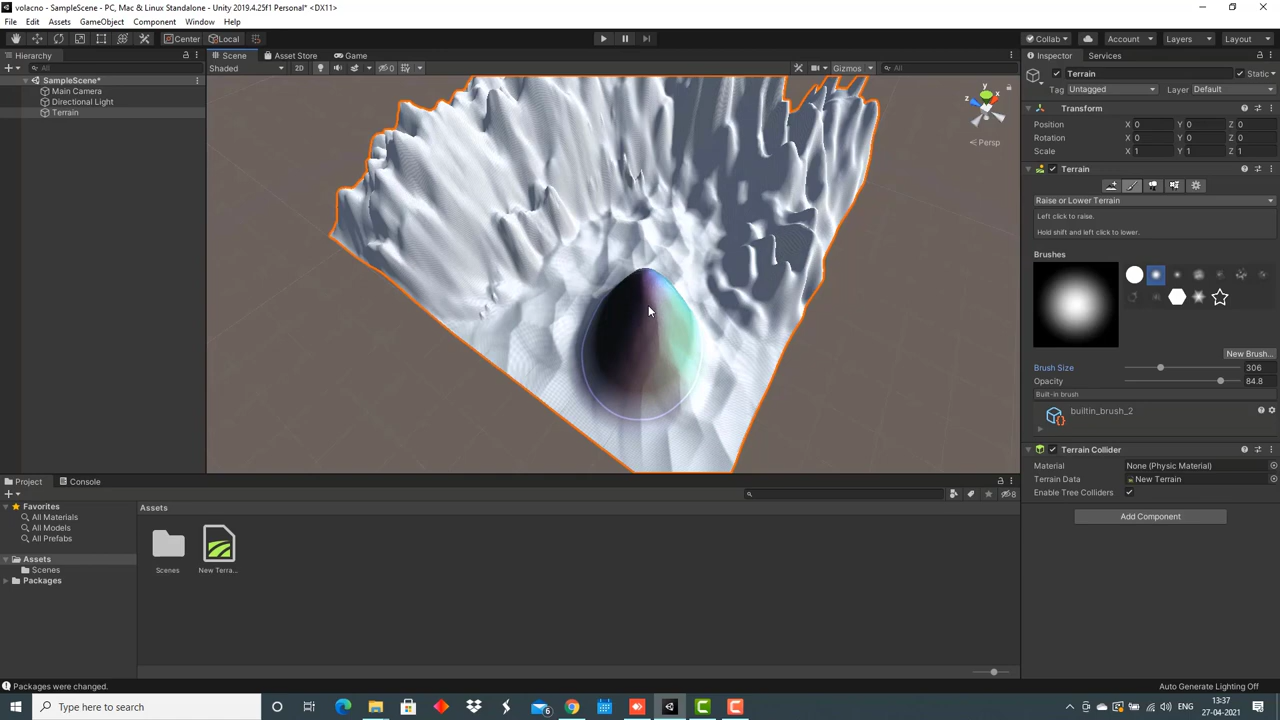 volacno - SampleScene - PC, Mac & Linux Standalone - Unity 2019.4.25f1 Personal* <DX11>
File Edit Assets GameObject Component Window Help
Center Local Collab Account Layers Layout
Hierarchy
All
SampleScene*
Main Camera
Directional Light
Terrain
Scene Asset Store Game
Shaded 2D 0 Gizmos All
y
x
z
Persp
Inspector Services
Terrain Static
Tag Untagged Layer Default
Transform
Position X 0 Y 0 Z 0
Rotation X 0 Y 0 Z 0
Scale X 1 Y 1 Z 1
Terrain
Raise or Lower Terrain
Left click to raise.
Hold shift and left click to lower.
Brushes
New Brush...
Brush Size 306
Opacity 84.8
Built-in brush
builtin_brush_2
Terrain Collider
Material None (Physic Material)
Terrain Data New Terrain
Enable Tree Colliders
Add Component
Project Console
8
Favorites
All Materials
All Models
All Prefabs
Assets
Scenes
Packages
Assets
Scenes
New Terra...
Packages were changed.
Auto Generate Lighting Off
Type here to search
6
ENG
13:37
27-04-2021